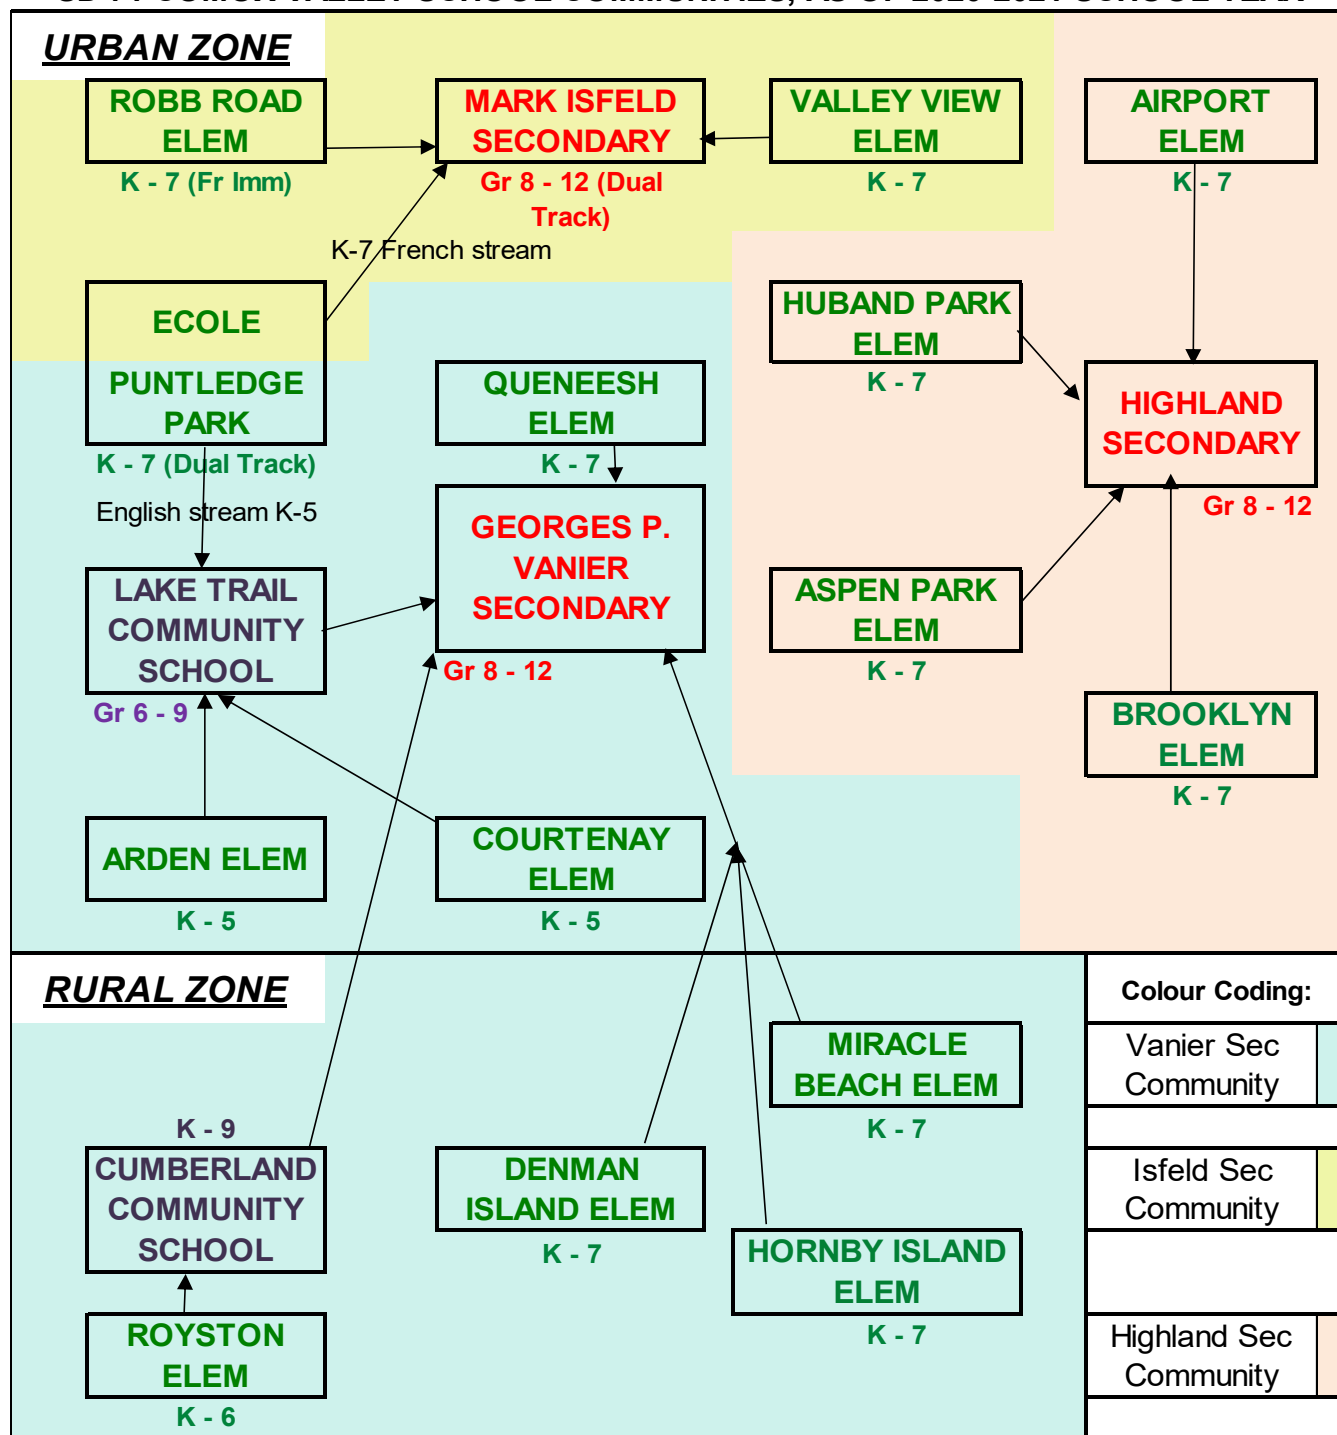 URBAN ZONE
ROBB ROAD
ELEM
K - 7 (Fr Imm)
MARK ISFELD
SECONDARY
Gr 8 - 12 (Dual
Track)
VALLEY VIEW
ELEM
K - 7
AIRPORT
ELEM
K - 7
K-7 French stream
ECOLE
PUNTLEDGE
PARK
K - 7 (Dual Track)
English stream K-5
QUENEESH
ELEM
K - 7
HUBAND PARK
ELEM
K - 7
HIGHLAND
SECONDARY
Gr 8 - 12
LAKE TRAIL
COMMUNITY
SCHOOL
Gr 6 - 9
GEORGES P.
VANIER
SECONDARY
Gr 8 - 12
ASPEN PARK
ELEM
K - 7
BROOKLYN
ELEM
K - 7
ARDEN ELEM
K - 5
COURTENAY
ELEM
K - 5
RURAL ZONE
MIRACLE
BEACH ELEM
K - 7
K - 9
CUMBERLAND
COMMUNITY
SCHOOL
DENMAN
ISLAND ELEM
K - 7
HORNBY ISLAND
ELEM
K - 7
ROYSTON
ELEM
K - 6
Colour Coding:
Vanier Sec
Community
Isfeld Sec
Community
Highland Sec
Community